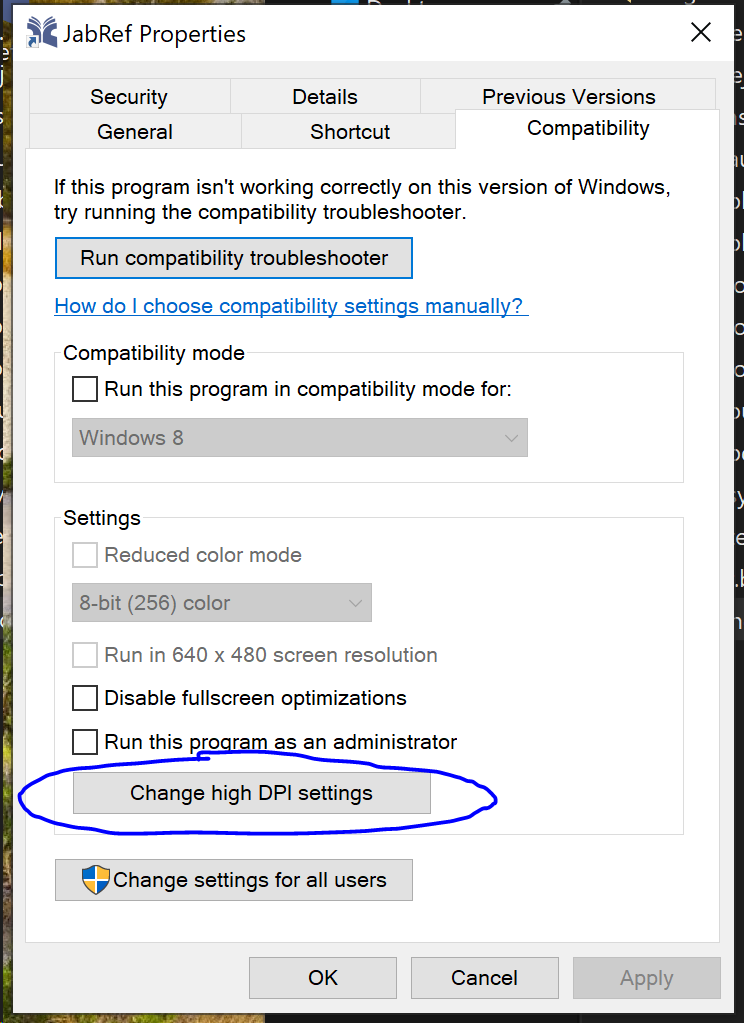 JabRef Properties
Security
Details
Previous Versions
General
Shortcut
Compatibility
If this program isn't working correctly on this version of Windows,
try running the compatibility troubleshooter.
Run compatibility troubleshooter
How do I choose compatibility settings manually?
Compatibility mode
Run this program in compatibility mode for:
Windows 8
Settings
Reduced color mode
8-bit (256) color
Run in 640 x 480 screen resolution
Disable fullscreen optimizations
Run this program as an administrator
Change high DPI settings
Change settings for all users
OK
Cancel
Apply